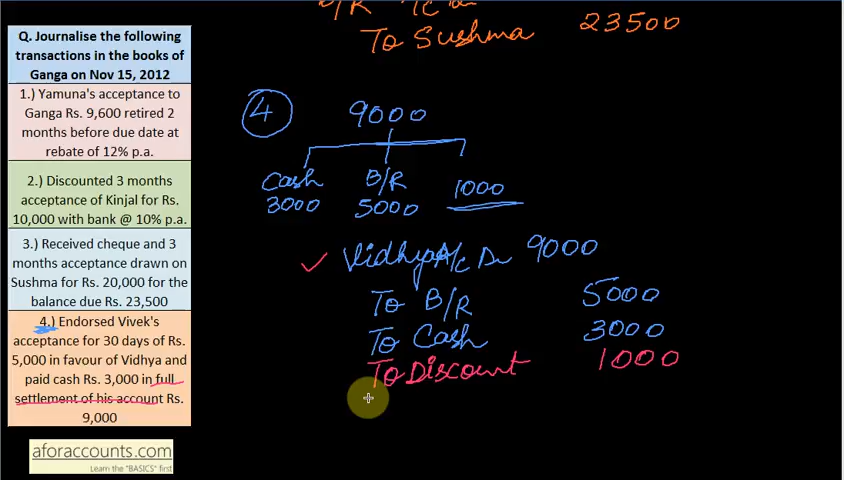 B/R A/c Dr
To Sushma 23500
Q. Journalise the following
transactions in the books of
Ganga on Nov 15, 2012
1.) Yamuna's acceptance to
Ganga Rs. 9,600 retired 2
months before due date at
rebate of 12% p.a.
2.) Discounted 3 months
acceptance of Kinjal for Rs.
10,000 with bank @ 10% p.a.
3.) Received cheque and 3
months acceptance drawn on
Sushma for Rs. 20,000 for the
balance due Rs. 23,500
4.) Endorsed Vivek's
acceptance for 30 days of Rs.
5,000 in favour of Vidhya and
paid cash Rs. 3,000 in full
settlement of his account Rs.
9,000
aforaccounts.com
Learn the "BASICS" first
4 9000
Cash B/R 1000
3000 5000
Vidhya A/c Dr 9000
To B/R 5000
To Cash 3000
To Discount 1000